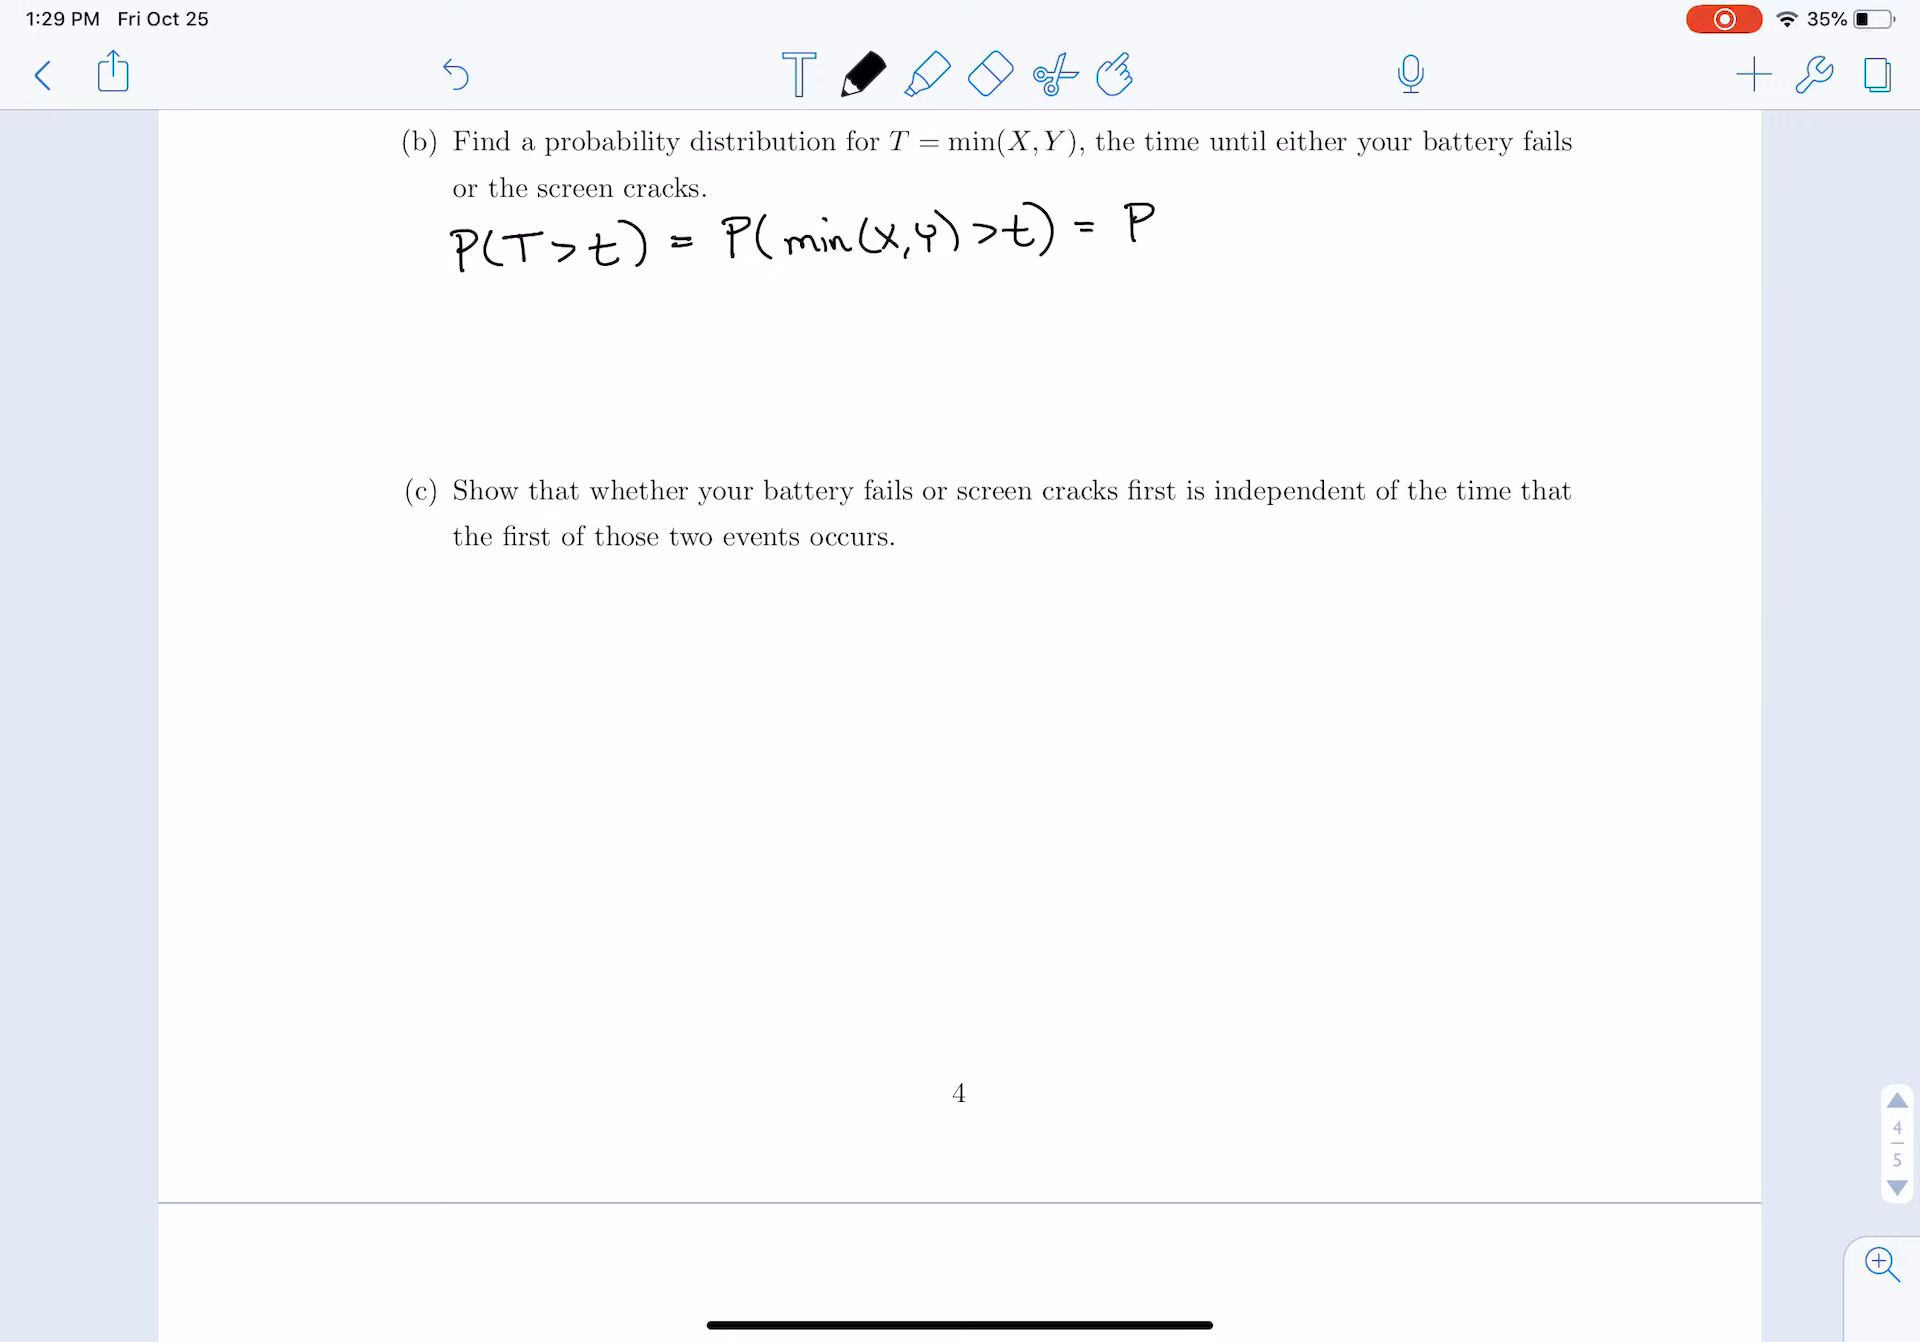 1:29 PM Fri Oct 25 35%
(b) Find a probability distribution for T = min(X, Y), the time until either your battery fails
or the screen cracks.
P(T>t) = P(min(X,Y)>t) = P
(c) Show that whether your battery fails or screen cracks first is independent of the time that
the first of those two events occurs.
4
4
5